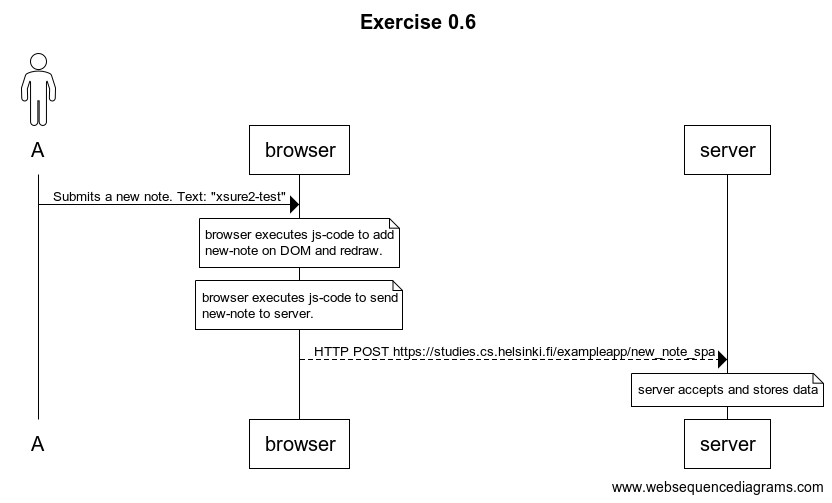 Exercise 0.6
A
browser
server
Submits a new note. Text: "xsure2-test"
browser executes js-code to add
new-note on DOM and redraw.
browser executes js-code to send
new-note to server.
HTTP POST https://studies.cs.helsinki.fi/exampleapp/new_note_spa
server accepts and stores data
A
browser
server
www.websequencediagrams.com